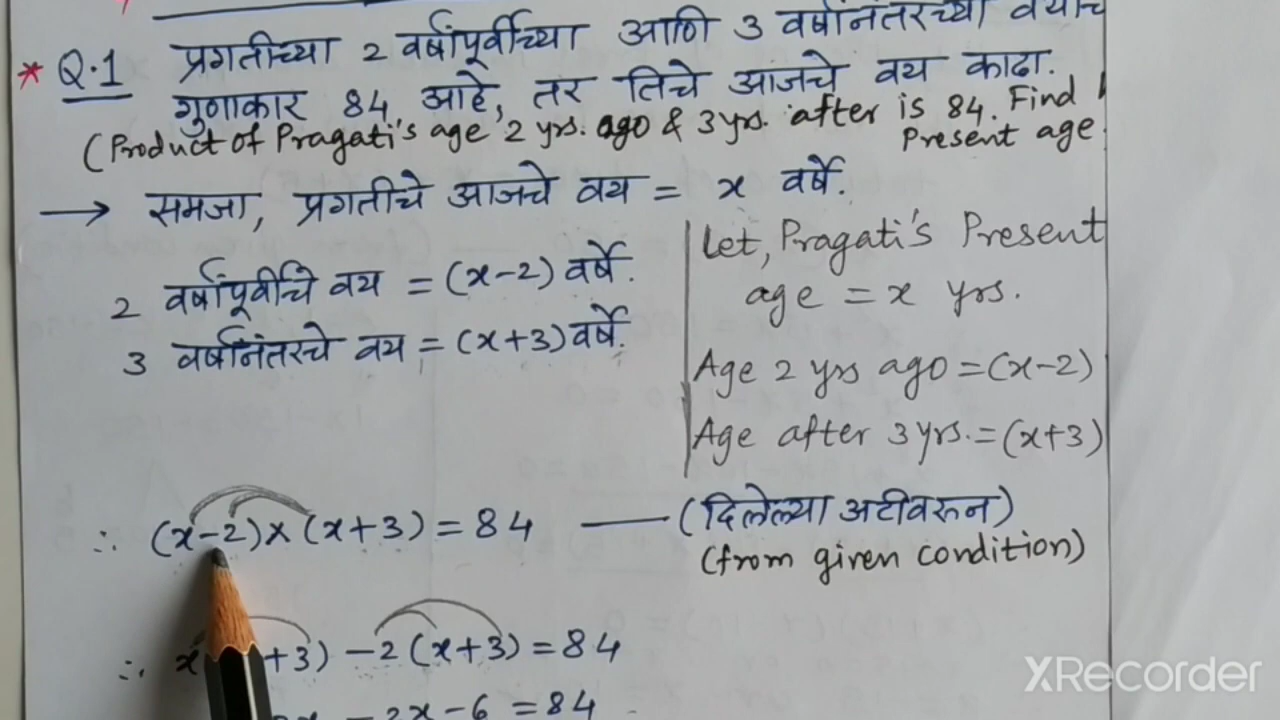 * Q.1 प्रगतीच्या 2 वर्षांपूर्वीच्या आणि 3 वर्षांनंतरच्या
गुणाकार 84 आहे, तर तिचे आजचे वय काढा.
(Product of Pragati's age 2 yrs. ago & 3 yrs. after is 84. Find
Present age
→ समजा, प्रगतीचे आजचे वय = x वर्षे.
2 वर्षांपूर्वीचे वय = (x-2) वर्षे.
3 वर्षांनंतरचे वय = (x+3) वर्षे.
Let, Pragati's Present
age = x yrs.
Age 2 yrs ago = (x-2)
Age after 3 yrs. = (x+3)
∴ (x-2) × (x+3) = 84 — (दिलेल्या अटीवरून)
(from given condition)
∴ x +3) -2(x+3) = 84
- 2x - 6 = 84
XRecorder